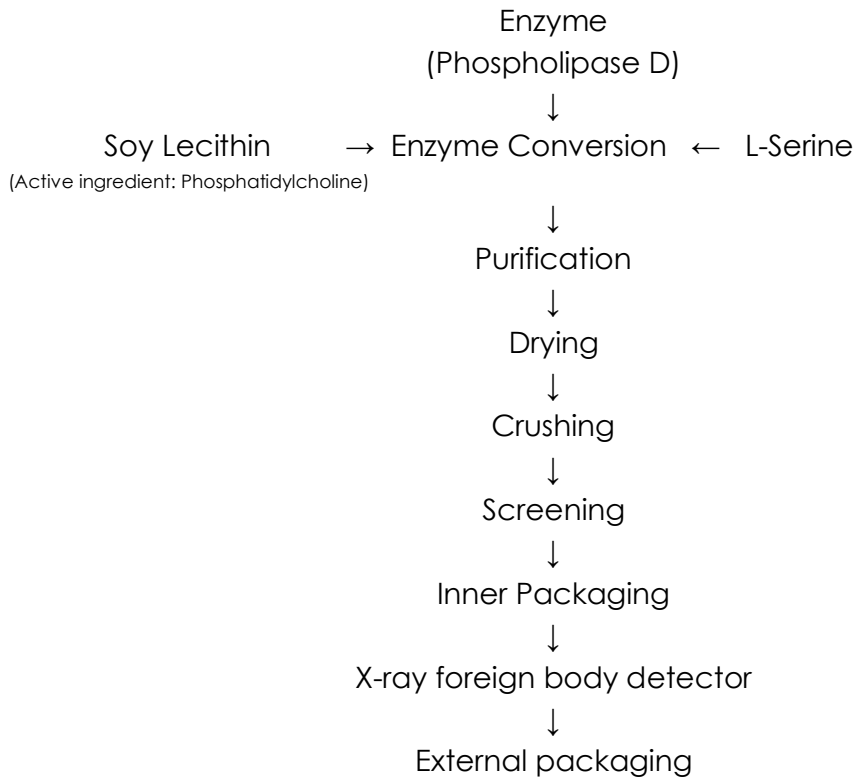 Enzyme
(Phospholipase D)
↓
Soy Lecithin → Enzyme Conversion ← L-Serine
(Active ingredient: Phosphatidylcholine)
↓
Purification
↓
Drying
↓
Crushing
↓
Screening
↓
Inner Packaging
↓
X-ray foreign body detector
↓
External packaging